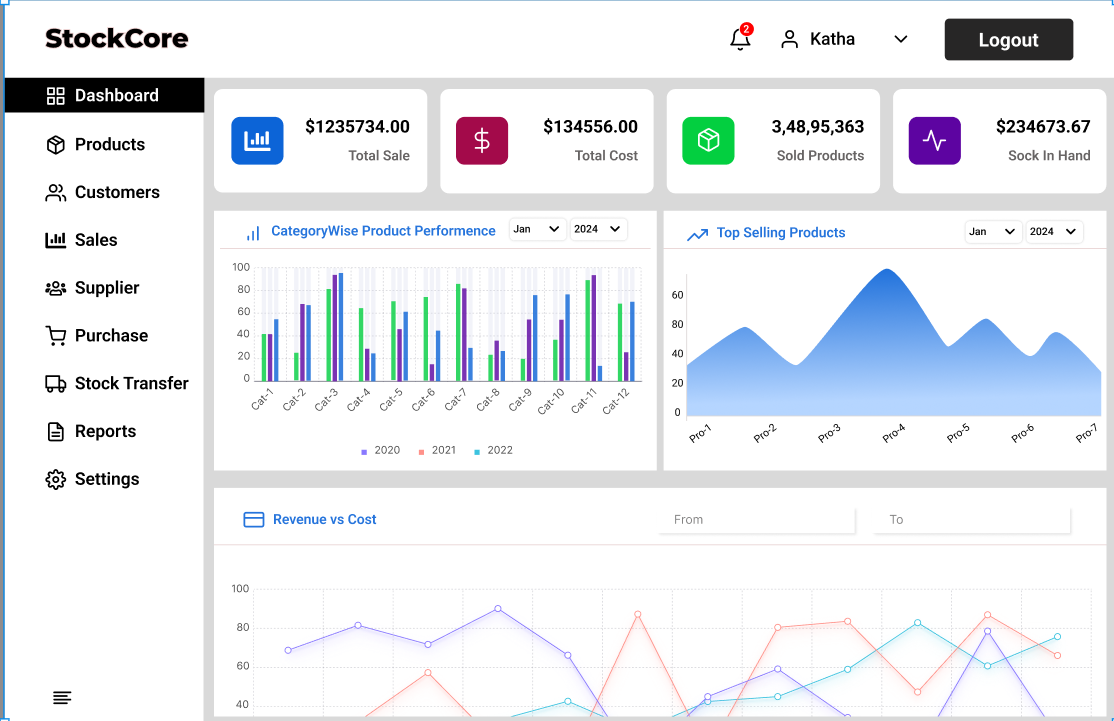 StockCore
2
Katha
Logout
Dashboard
Products
Customers
Sales
Supplier
Purchase
Stock Transfer
Reports
Settings
$1235734.00
Total Sale
$134556.00
Total Cost
3,48,95,363
Sold Products
$234673.67
Sock In Hand
CategoryWise Product Performence
Jan
2024
100
80
60
40
20
0
Cat-1 Cat-2 Cat-3 Cat-4 Cat-5 Cat-6 Cat-7 Cat-8 Cat-9 Cat-10 Cat-11 Cat-12
2020 2021 2022
Top Selling Products
Jan
2024
60
80
40
20
0
Pro-1 Pro-2 Pro-3 Pro-4 Pro-5 Pro-6 Pro-7
Revenue vs Cost
From
To
100
80
60
40